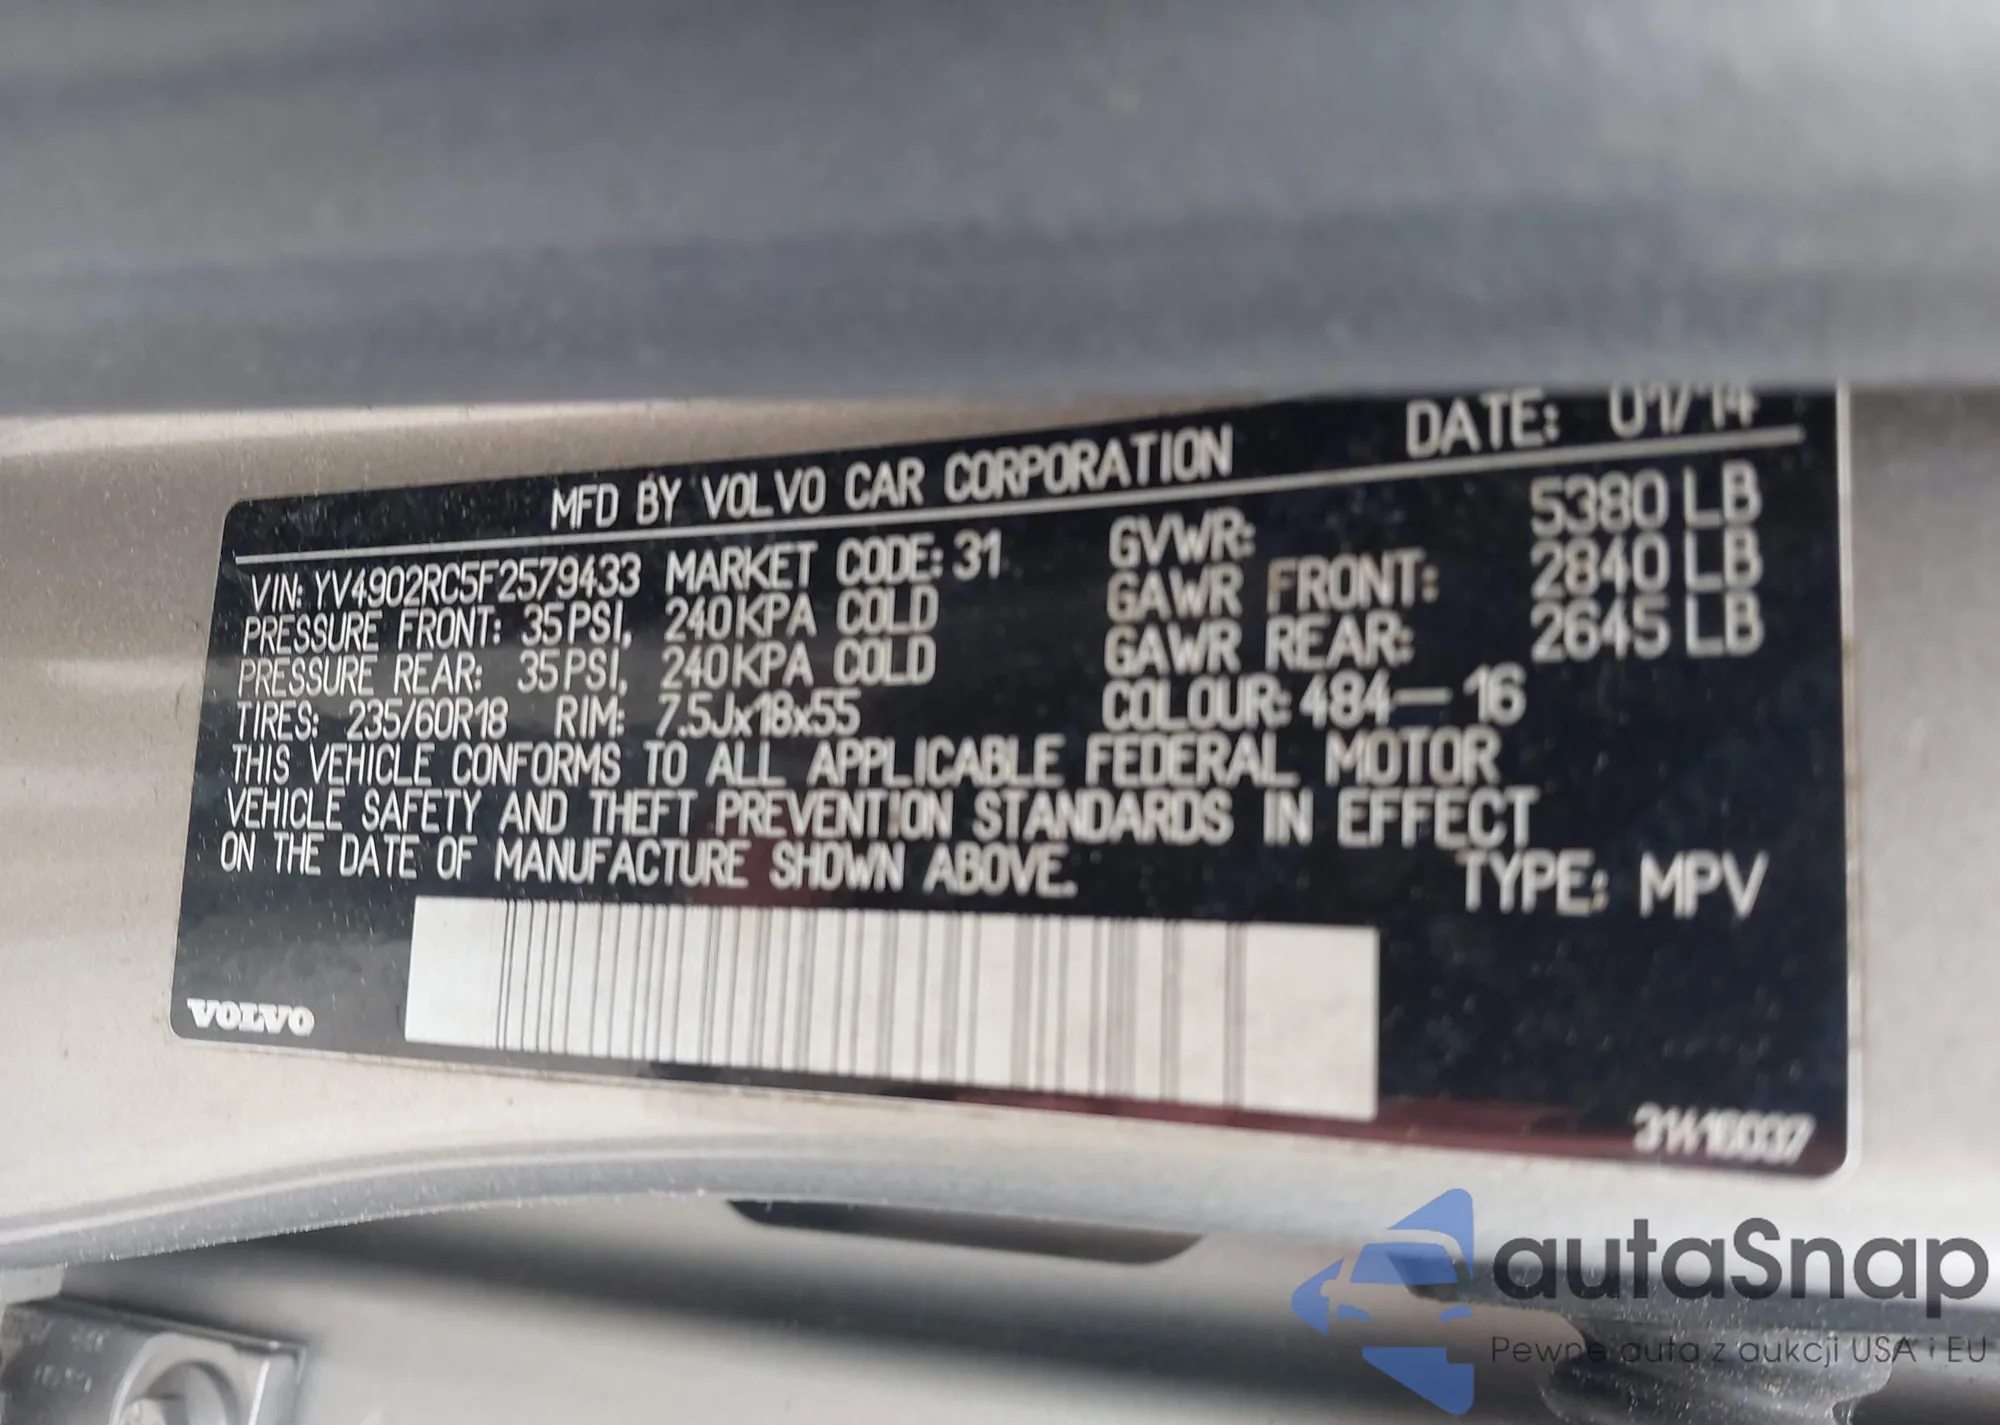 MFD BY VOLVO CAR CORPORATION DATE: 01/14
VIN: YV4902RC5F2579433 MARKET CODE: 31 GVWR: 5380 LB
PRESSURE FRONT: 35 PSI, 240 KPA COLD GAWR FRONT: 2840 LB
PRESSURE REAR: 35 PSI, 240 KPA COLD GAWR REAR: 2645 LB
TIRES: 235/60R18 RIM: 7.5Jx18x55 COLOUR: 484— 16
THIS VEHICLE CONFORMS TO ALL APPLICABLE FEDERAL MOTOR
VEHICLE SAFETY AND THEFT PREVENTION STANDARDS IN EFFECT
ON THE DATE OF MANUFACTURE SHOWN ABOVE. TYPE: MPV
VOLVO
autaSnap
Pewne auta z aukcji USA i EU